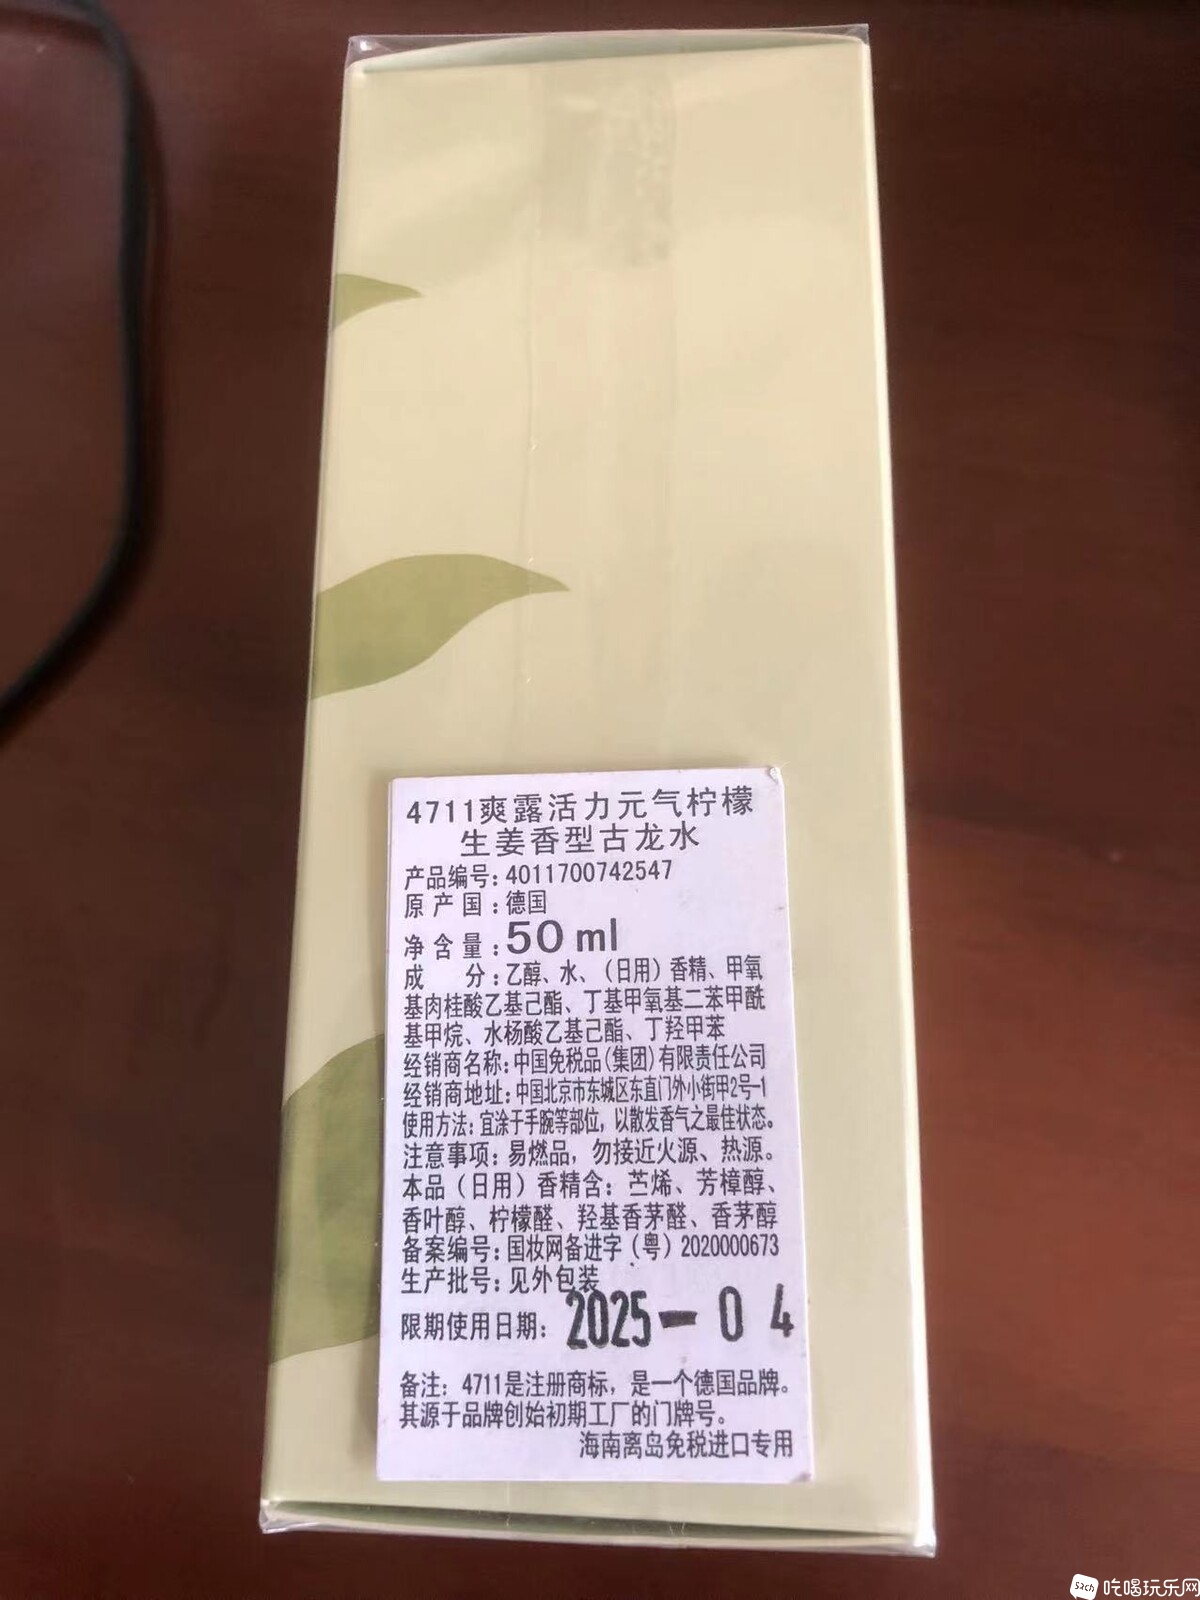 4711爽露活力元气柠檬
生姜香型古龙水
产品编号:4011700742547
原产国:德国
净含量:50 ml
成 分:乙醇、水、（日用）香精、甲氧
基肉桂酸乙基己酯、丁基甲氧基二苯甲酰
基甲烷、水杨酸乙基己酯、丁羟甲苯
经销商名称:中国免税品(集团)有限责任公司
经销商地址:中国北京市东城区东直门外小街甲2号-1
使用方法:宜涂于手腕等部位，以散发香气之最佳状态。
注意事项:易燃品，勿接近火源、热源。
本品（日用）香精含:苎烯、芳樟醇、
香叶醇、柠檬醛、羟基香茅醛、香茅醇
备案编号:国妆网备进字（粤）2020000673
生产批号:见外包装
限期使用日期: 2025-04
备注: 4711是注册商标，是一个德国品牌。
其源于品牌创始初期工厂的门牌号。
海南离岛免税进口专用
吃喝玩乐网